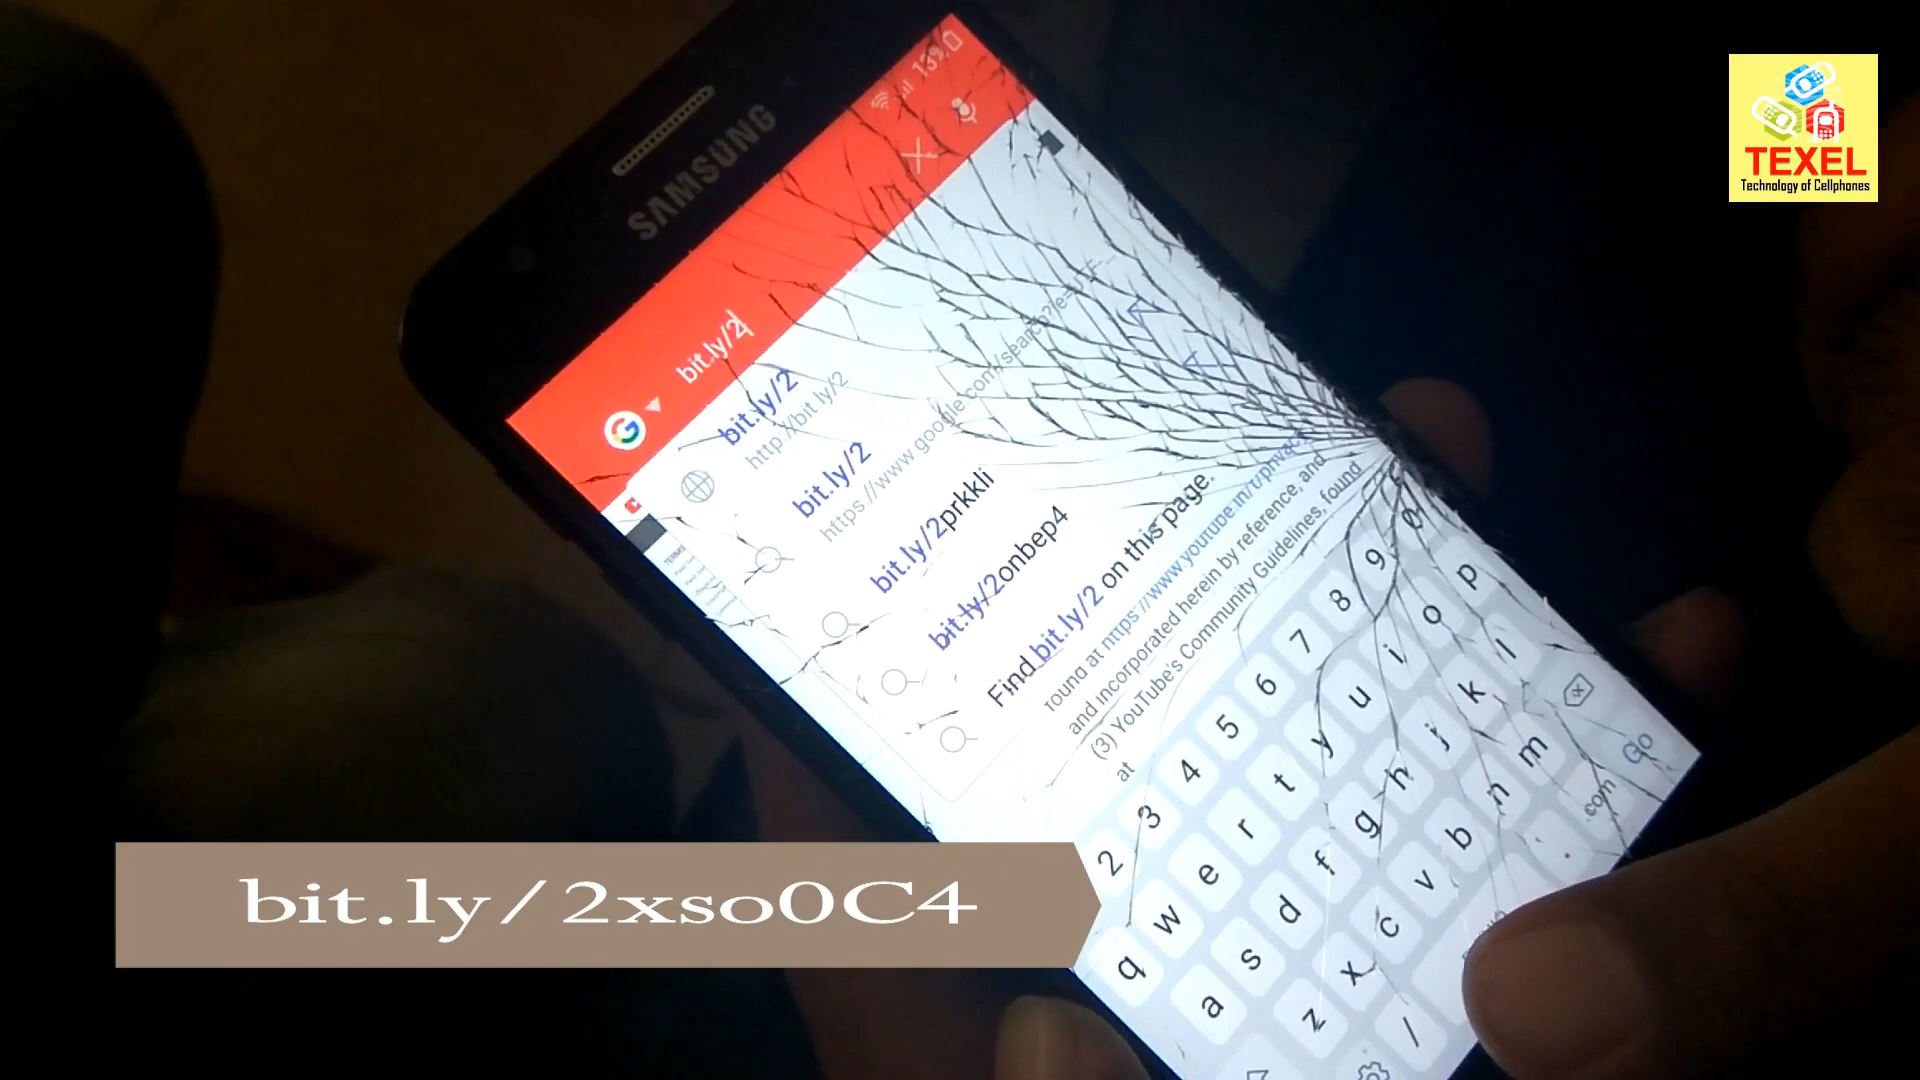 TEXEL
Technology of Cellphones
SAMSUNG
bit.ly/2
bit.ly/2
http://bit.ly/2
bit.ly/2
https://www.google.com/search?ie=UTF-...
bit.ly/2prkkli
bit.ly/2onbep4
Find bit.ly/2 on this page.
found at https://www.youtube.in/t/privacy
and incorporated herein by reference, and
(3) YouTube's Community Guidelines, found
at
2 3 4 5 6 7 8 9 0
q w e r t y u i o p
a s d f g h j k l
z x c v b n m
/ . .com Go
bit.ly/2xso0C4